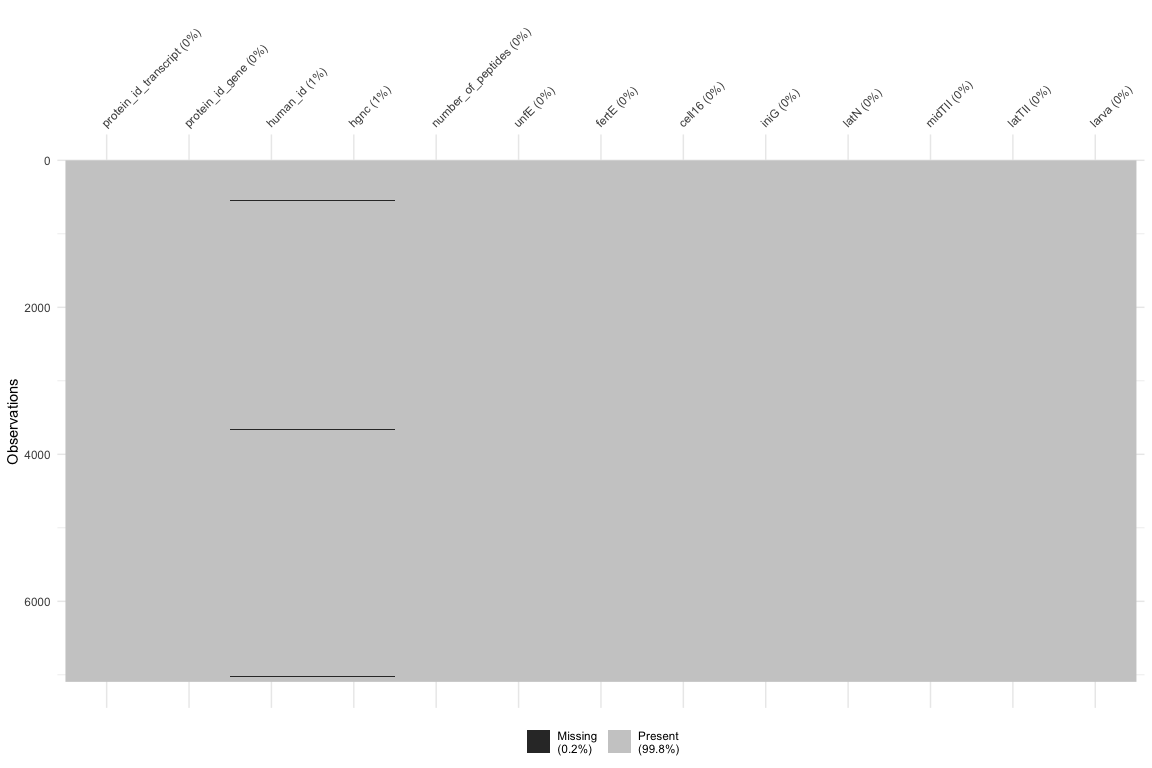 protein_id_transcript (0%)
protein_id_gene (0%)
human_id (1%)
hgnc (1%)
number_of_peptides (0%)
unfE (0%)
fertE (0%)
cell16 (0%)
iniG (0%)
latN (0%)
midTII (0%)
latTII (0%)
larva (0%)
0
2000
4000
6000
Observations
Missing
(0.2%)
Present
(99.8%)